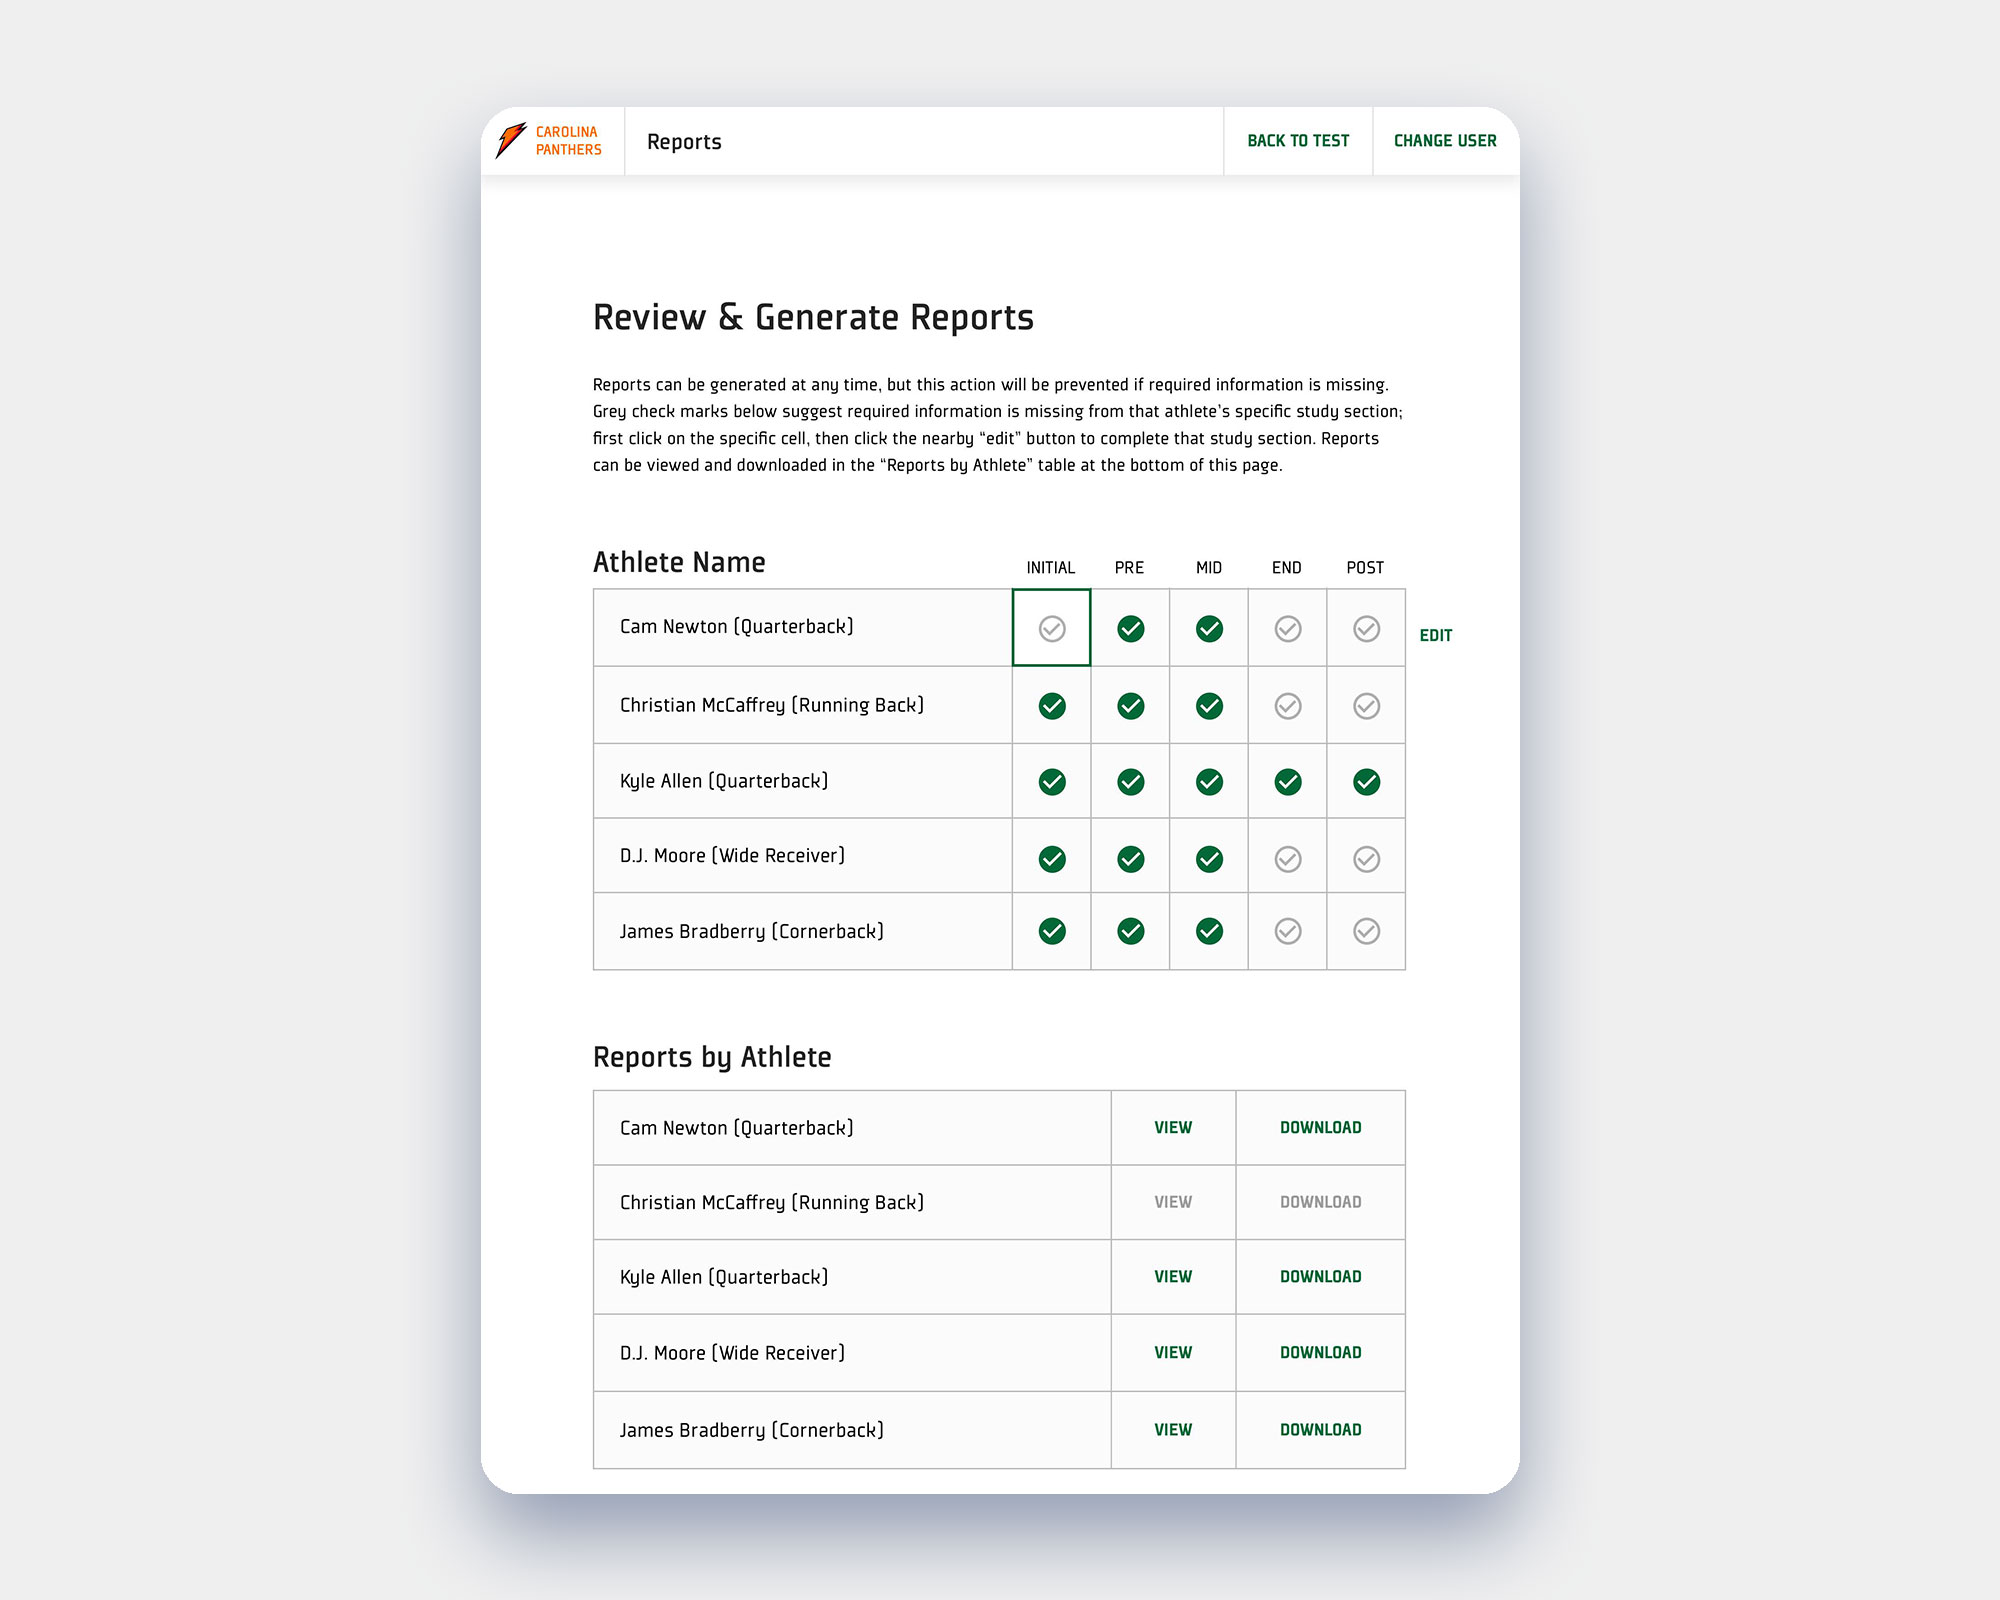 CAROLINA
PANTHERS
Reports
BACK TO TEST
CHANGE USER
Review & Generate Reports
Reports can be generated at any time, but this action will be prevented if required information is missing.
Grey check marks below suggest required information is missing from that athlete’s specific study section;
first click on the specific cell, then click the nearby “edit” button to complete that study section. Reports
can be viewed and downloaded in the “Reports by Athlete” table at the bottom of this page.
Athlete Name INITIAL PRE MID END POST
Cam Newton (Quarterback) EDIT
Christian McCaffrey (Running Back)
Kyle Allen (Quarterback)
D.J. Moore (Wide Receiver)
James Bradberry (Cornerback)
Reports by Athlete
Cam Newton (Quarterback) VIEW DOWNLOAD
Christian McCaffrey (Running Back) VIEW DOWNLOAD
Kyle Allen (Quarterback) VIEW DOWNLOAD
D.J. Moore (Wide Receiver) VIEW DOWNLOAD
James Bradberry (Cornerback) VIEW DOWNLOAD